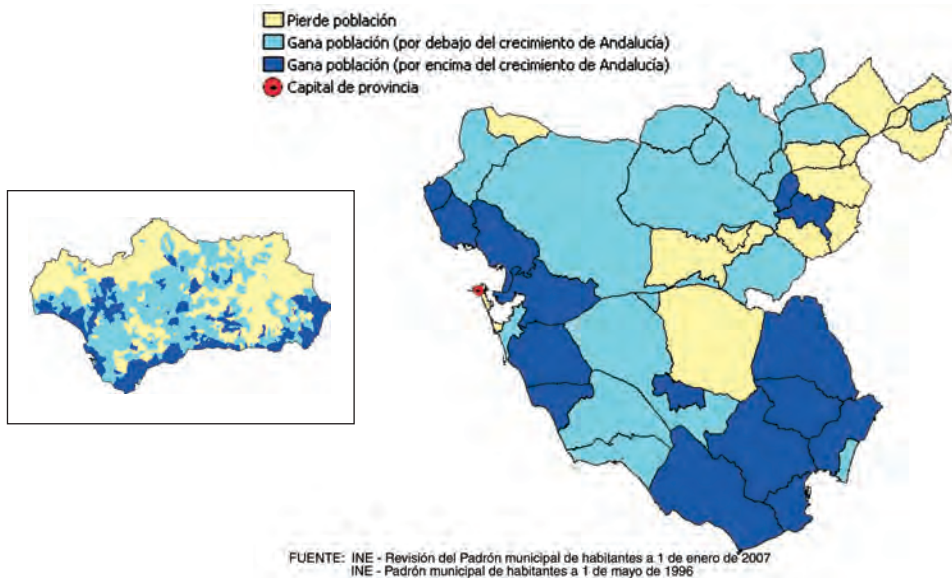 Pierde población
Gana población (por debajo del crecimiento de Andalucía)
Gana población (por encima del crecimiento de Andalucía)
Capital de provincia
FUENTE: INE - Revisión del Padrón municipal de habitantes a 1 de enero de 2007
INE - Padrón municipal de habitantes a 1 de mayo de 1996